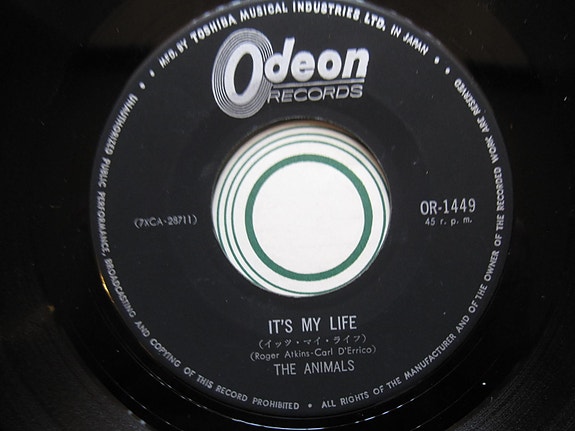 MFD. BY TOSHIBA MUSICAL INDUSTRIES LTD. IN JAPAN
Odeon
RECORDS
(7XCA-28711)
OR-1449
45 r. p. m.
IT'S MY LIFE
(イッツ・マイ・ライフ)
(Roger Atkins-Carl D'Errico)
THE ANIMALS
UNAUTHORIZED PUBLIC PERFORMANCE, BROADCASTING AND COPYING OF THIS RECORD PROHIBITED • ALL RIGHTS OF THE MANUFACTURER AND OF THE OWNER OF THE RECORDED WORK ARE RESERVED